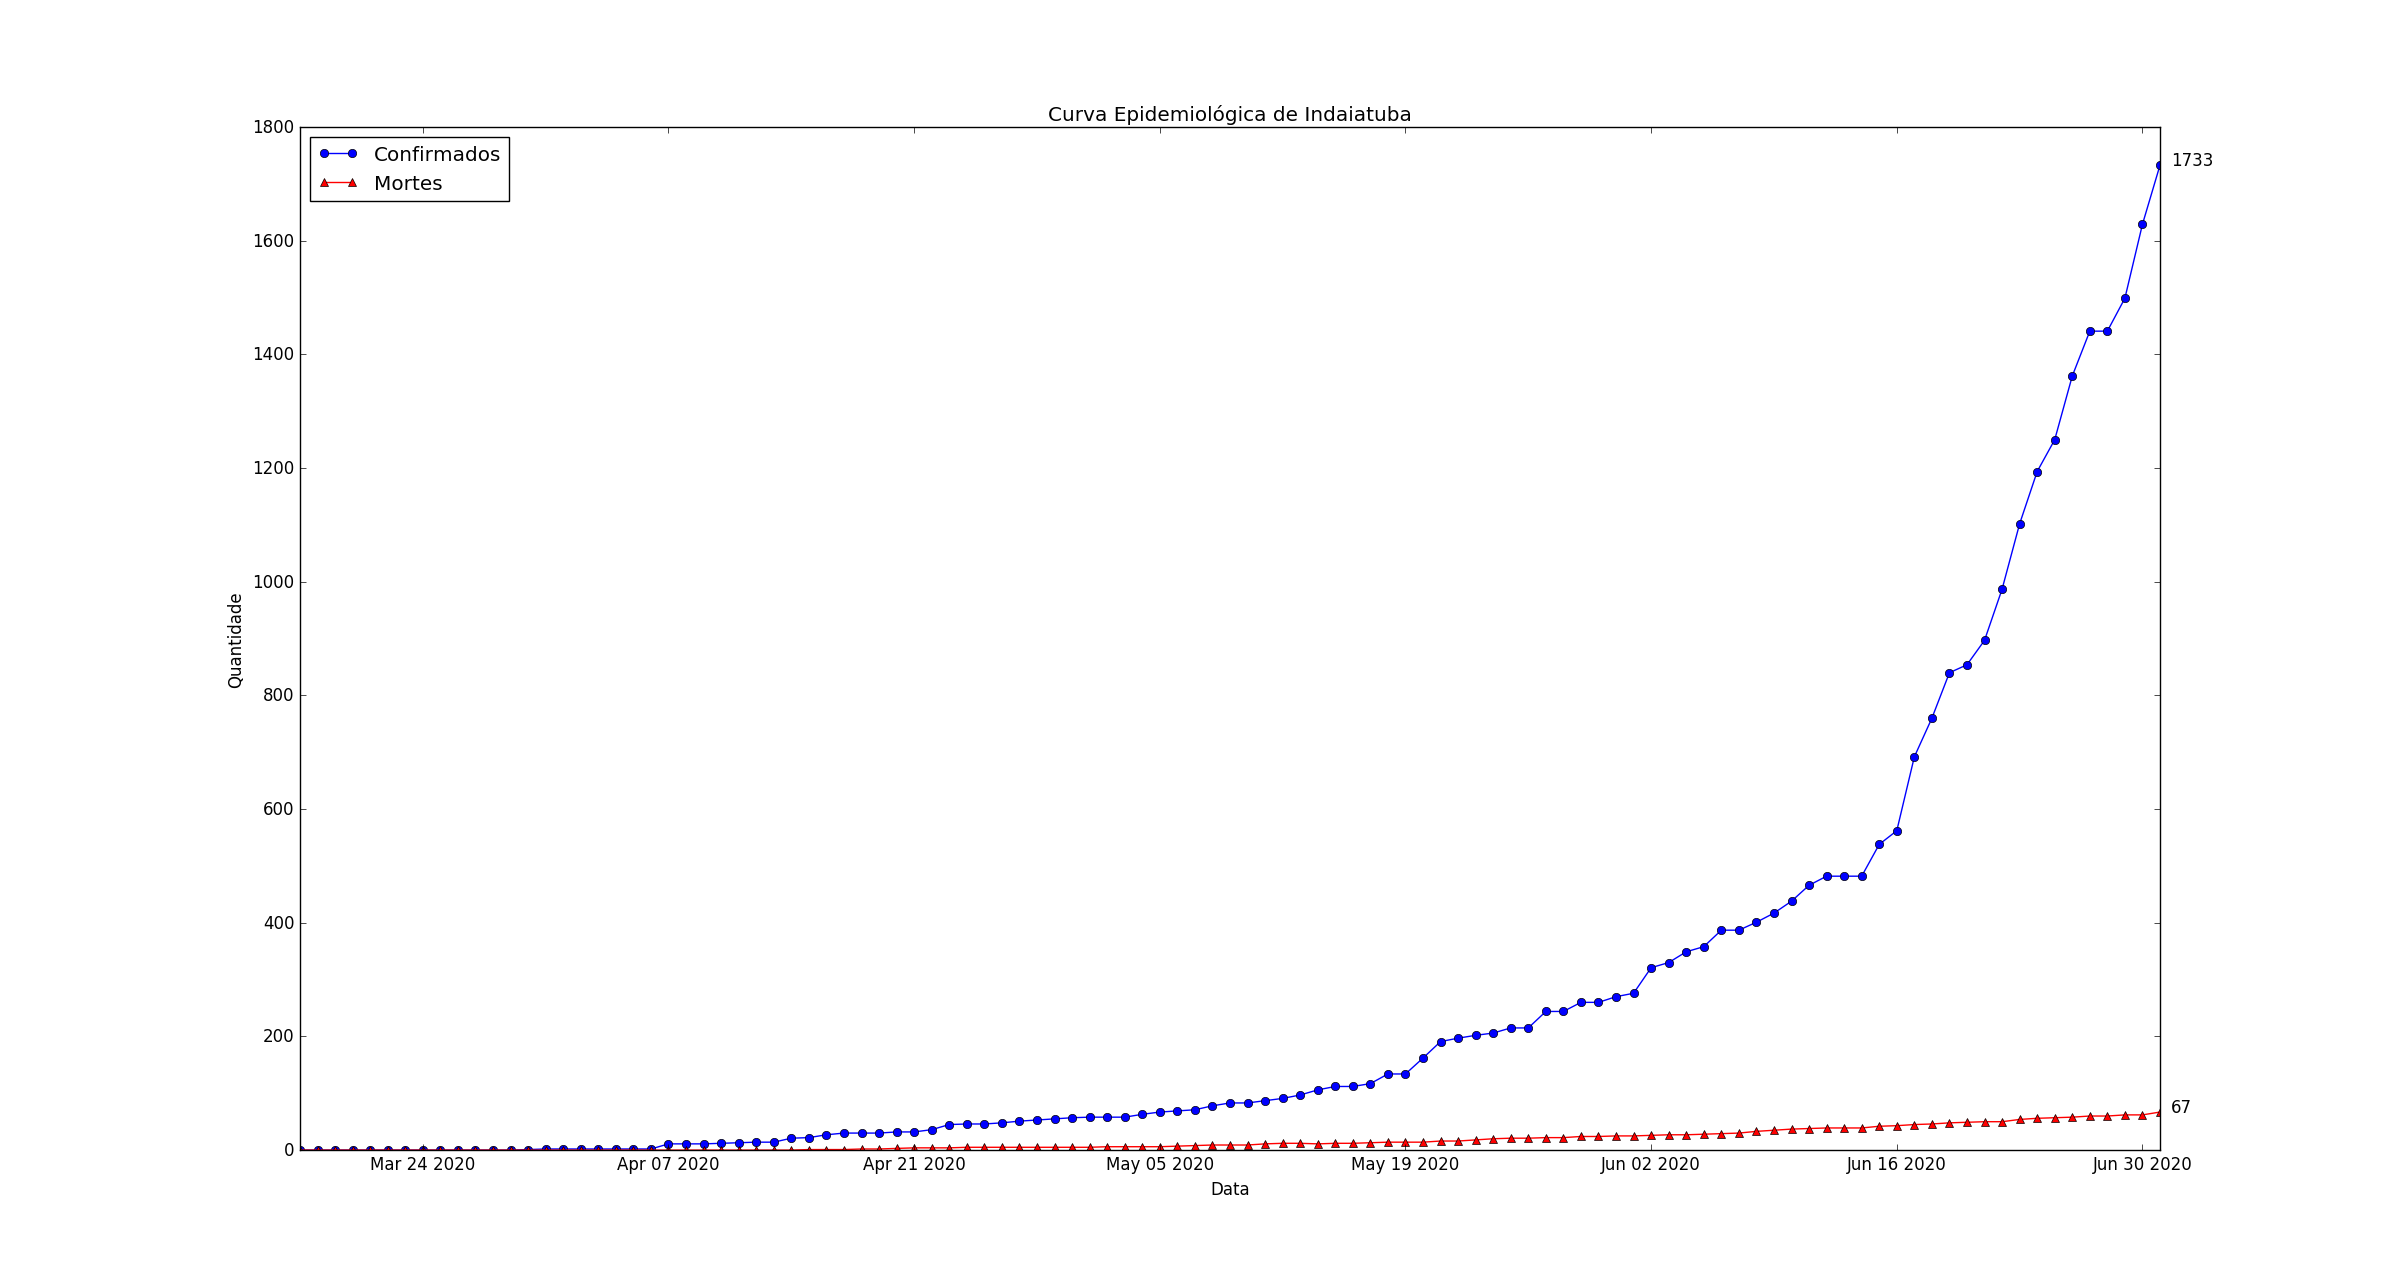 Curva Epidemiológica de Indaiatuba
Confirmados
Mortes
1800
1600
1400
1200
1000
800
600
400
200
0
Quantidade
1733
67
Mar 24 2020
Apr 07 2020
Apr 21 2020
May 05 2020
May 19 2020
Jun 02 2020
Jun 16 2020
Jun 30 2020
Data